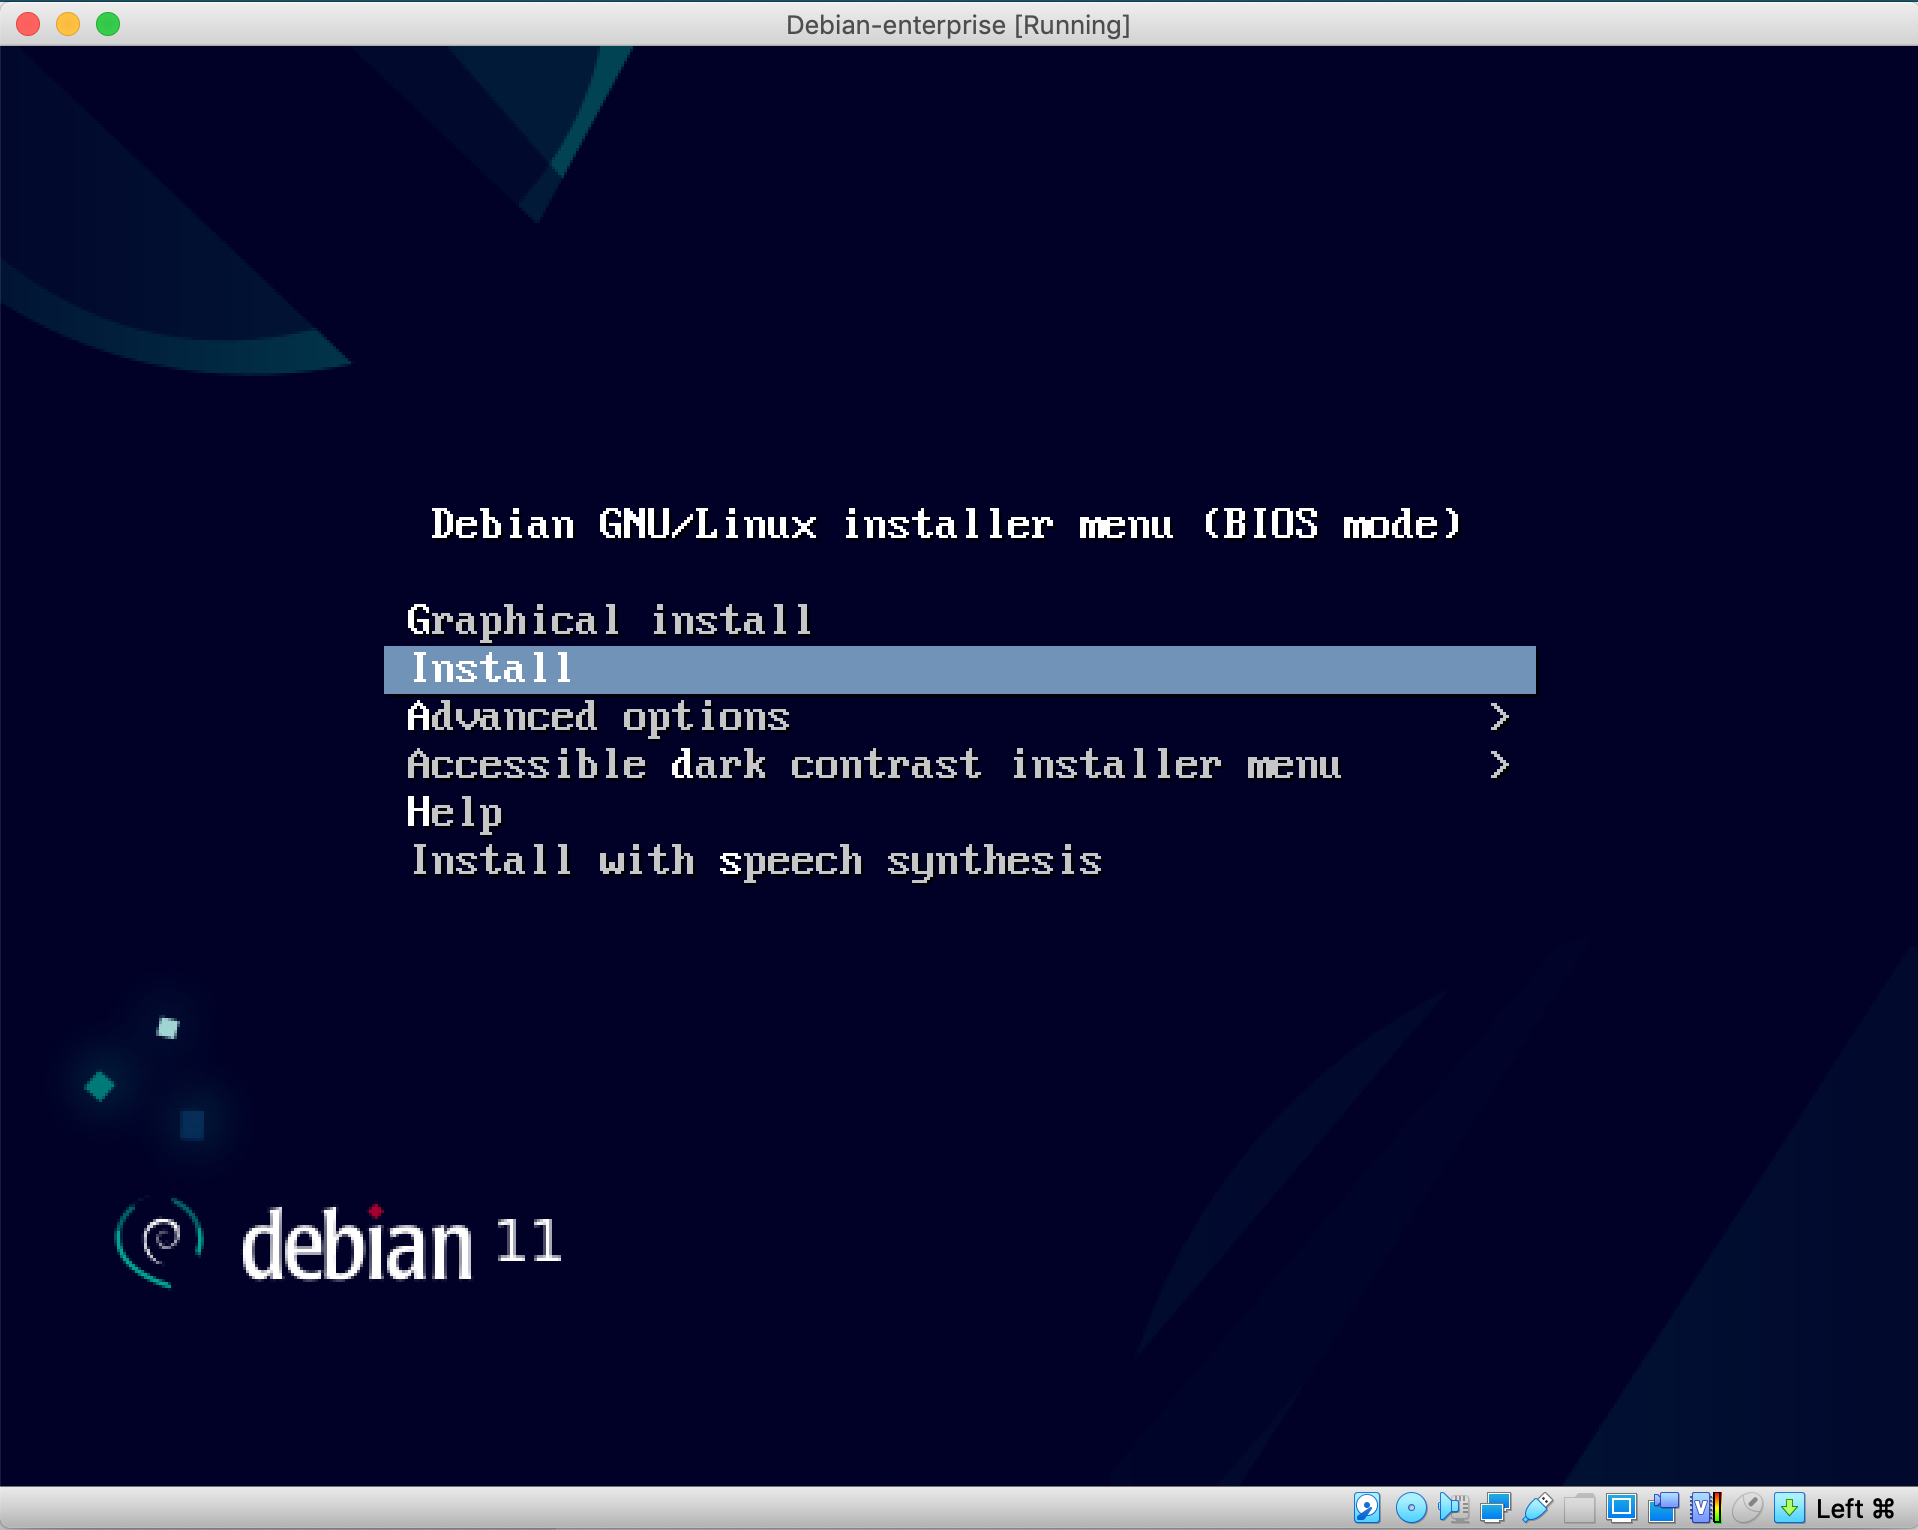 Debian-enterprise [Running]
Debian GNU/Linux installer menu (BIOS mode)
Graphical install
Install
Advanced options >
Accessible dark contrast installer menu >
Help
Install with speech synthesis
debian 11
V
Left ⌘